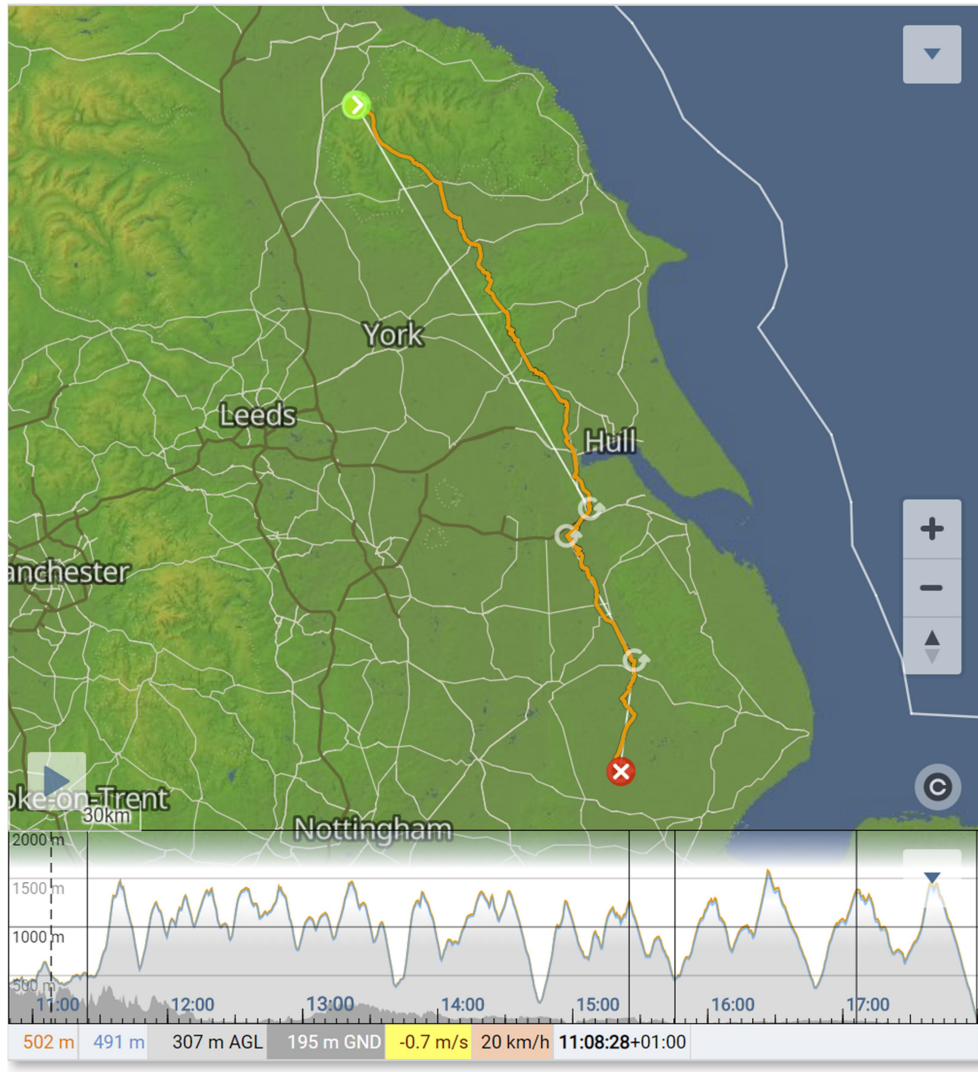 York
Leeds
Hull
anchester
oke-on-Trent
30km
Nottingham
2000 m
1500 m
1000 m
500 m
11:00 12:00 13:00 14:00 15:00 16:00 17:00
502 m 491 m 307 m AGL 195 m GND -0.7 m/s 20 km/h 11:08:28+01:00